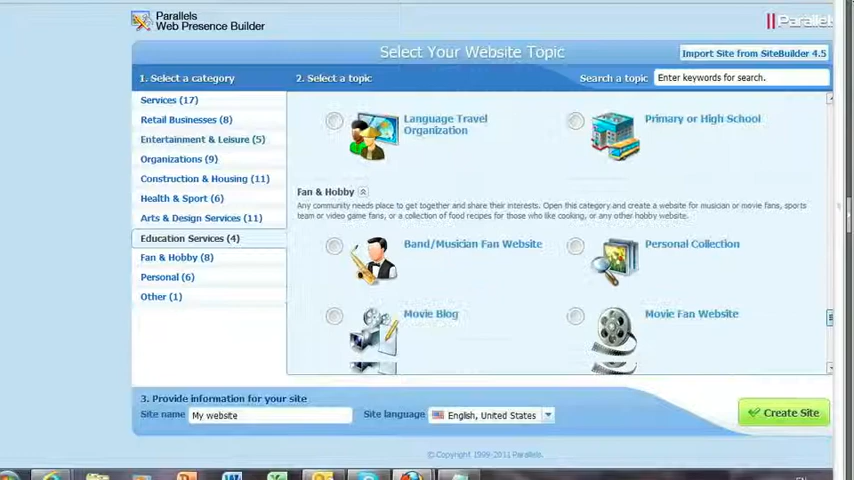 Parallels
Web Presence Builder
Parallels
Select Your Website Topic
Import Site from SiteBuilder 4.5
1. Select a category
2. Select a topic
Search a topic
Enter keywords for search.
Services (17)
Retail Businesses (8)
Entertainment & Leisure (5)
Organizations (9)
Construction & Housing (11)
Health & Sport (6)
Arts & Design Services (11)
Education Services (4)
Fan & Hobby (8)
Personal (6)
Other (1)
Language Travel
Organization
Primary or High School
Fan & Hobby
Any community needs place to get together and share their interests. Open this category and create a website for musician or movie fans, sports
team or video game fans, or a collection of food recipes for those who like cooking, or any other hobby website.
Band/Musician Fan Website
Personal Collection
Movie Blog
Movie Fan Website
3. Provide information for your site
Site name
My website
Site language
English, United States
Create Site
© Copyright 1999-2011 Parallels.